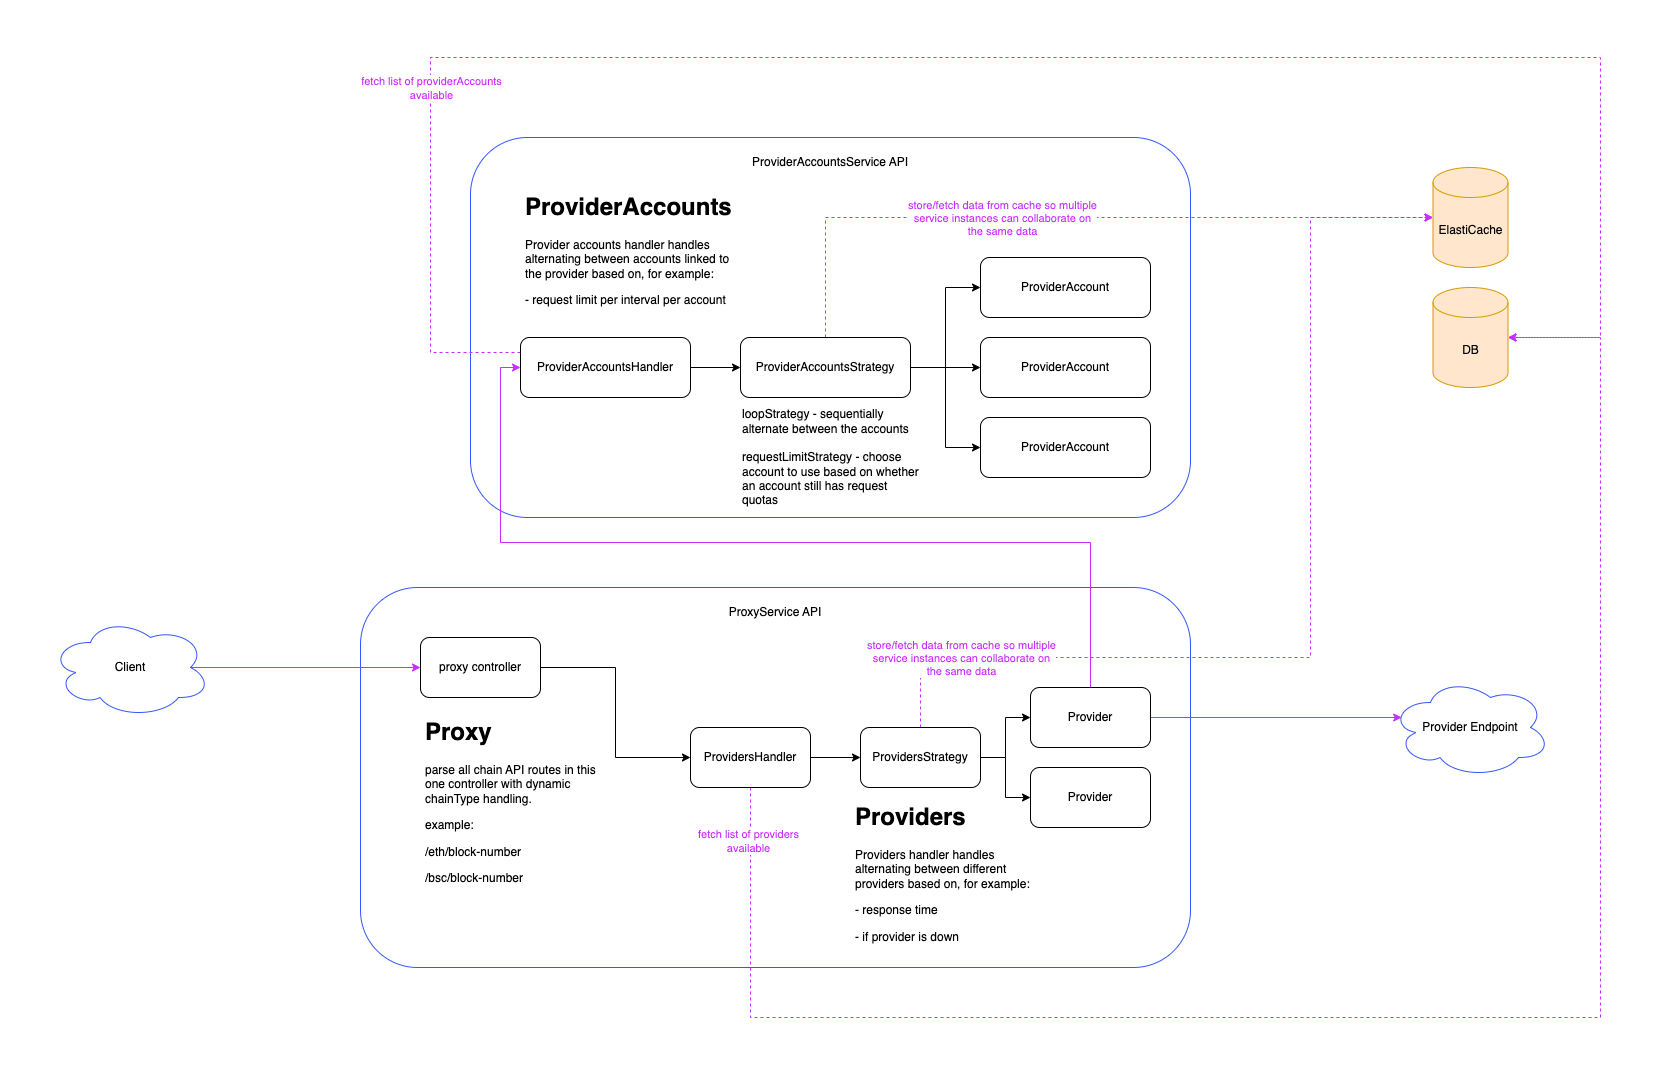 fetch list of providerAccounts
available
ProviderAccountsService API
ProviderAccounts
Provider accounts handler handles
alternating between accounts linked to
the provider based on, for example:
- request limit per interval per account
store/fetch data from cache so multiple
service instances can collaborate on
the same data
ElastiCache
DB
ProviderAccount
ProviderAccountsHandler
ProviderAccountsStrategy
ProviderAccount
ProviderAccount
loopStrategy - sequentially
alternate between the accounts
requestLimitStrategy - choose
account to use based on whether
an account still has request
quotas
ProxyService API
Client
proxy controller
store/fetch data from cache so multiple
service instances can collaborate on
the same data
Proxy
parse all chain API routes in this
one controller with dynamic
chainType handling.
example:
/eth/block-number
/bsc/block-number
ProvidersHandler
ProvidersStrategy
Provider
Provider
Provider Endpoint
fetch list of providers
available
Providers
Providers handler handles
alternating between different
providers based on, for example:
- response time
- if provider is down